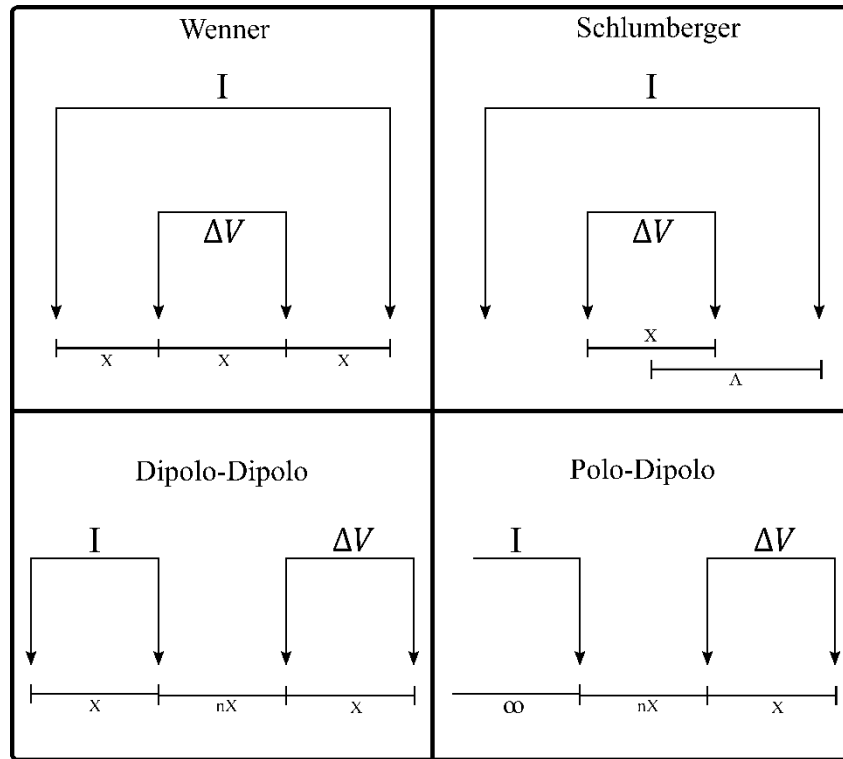 Wenner
I
ΔV
X X X
Schlumberger
I
ΔV
X
Λ
Dipolo-Dipolo
I ΔV
X nX X
Polo-Dipolo
I ΔV
∞ nX X